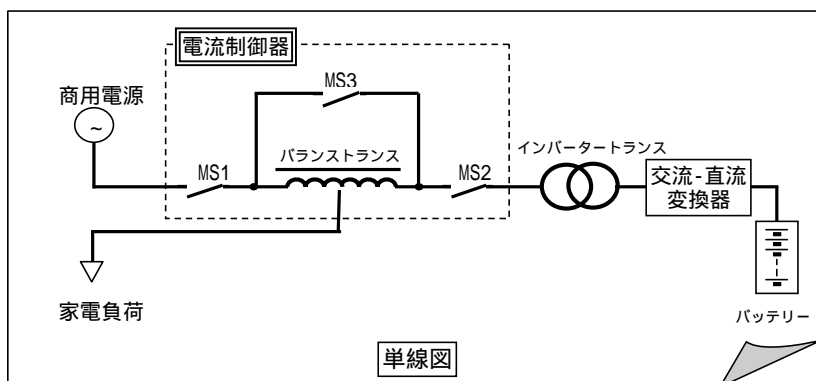 電流制御器
商用電源
~
MS3
MS1
バランストランス
MS2
インバータートランス
交流-直流
変換器
家電負荷
バッテリー
単線図